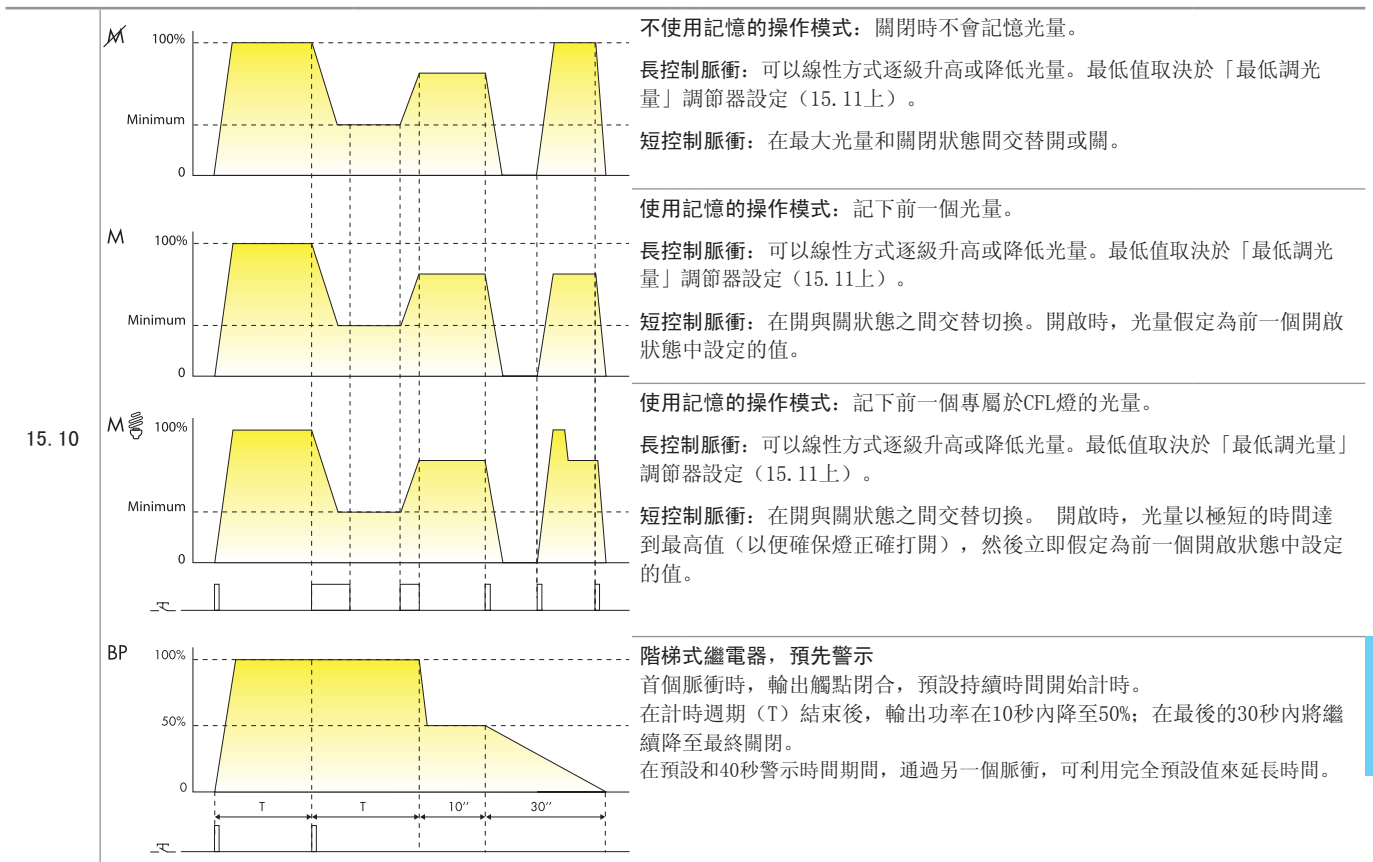 15.10
M
100%
Minimum
0
不使用記憶的操作模式：關閉時不會記憶光量。
長控制脈衝：可以線性方式逐級升高或降低光量。最低值取決於「最低調光
量」調節器設定（15.11上）。
短控制脈衝：在最大光量和關閉狀態間交替開或關。
M
100%
Minimum
0
使用記憶的操作模式：記下前一個光量。
長控制脈衝：可以線性方式逐級升高或降低光量。最低值取決於「最低調光
量」調節器設定（15.11上）。
短控制脈衝：在開與關狀態之間交替切換。開啟時，光量假定為前一個開啟
狀態中設定的值。
M
100%
Minimum
0
使用記憶的操作模式：記下前一個專屬於CFL燈的光量。
長控制脈衝：可以線性方式逐級升高或降低光量。最低值取決於「最低調光量」
調節器設定（15.11上）。
短控制脈衝：在開與關狀態之間交替切換。 開啟時，光量以極短的時間達
到最高值（以便確保燈正確打開），然後立即假定為前一個開啟狀態中設定
的值。
BP
100%
50%
0
T T 10’’ 30’’
階梯式繼電器，預先警示
首個脈衝時，輸出觸點閉合，預設持續時間開始計時。
在計時週期（T）結束後，輸出功率在10秒內降至50%；在最後的30秒內將繼
續降至最終關閉。
在預設和40秒警示時間期間，通過另一個脈衝，可利用完全預設值來延長時間。